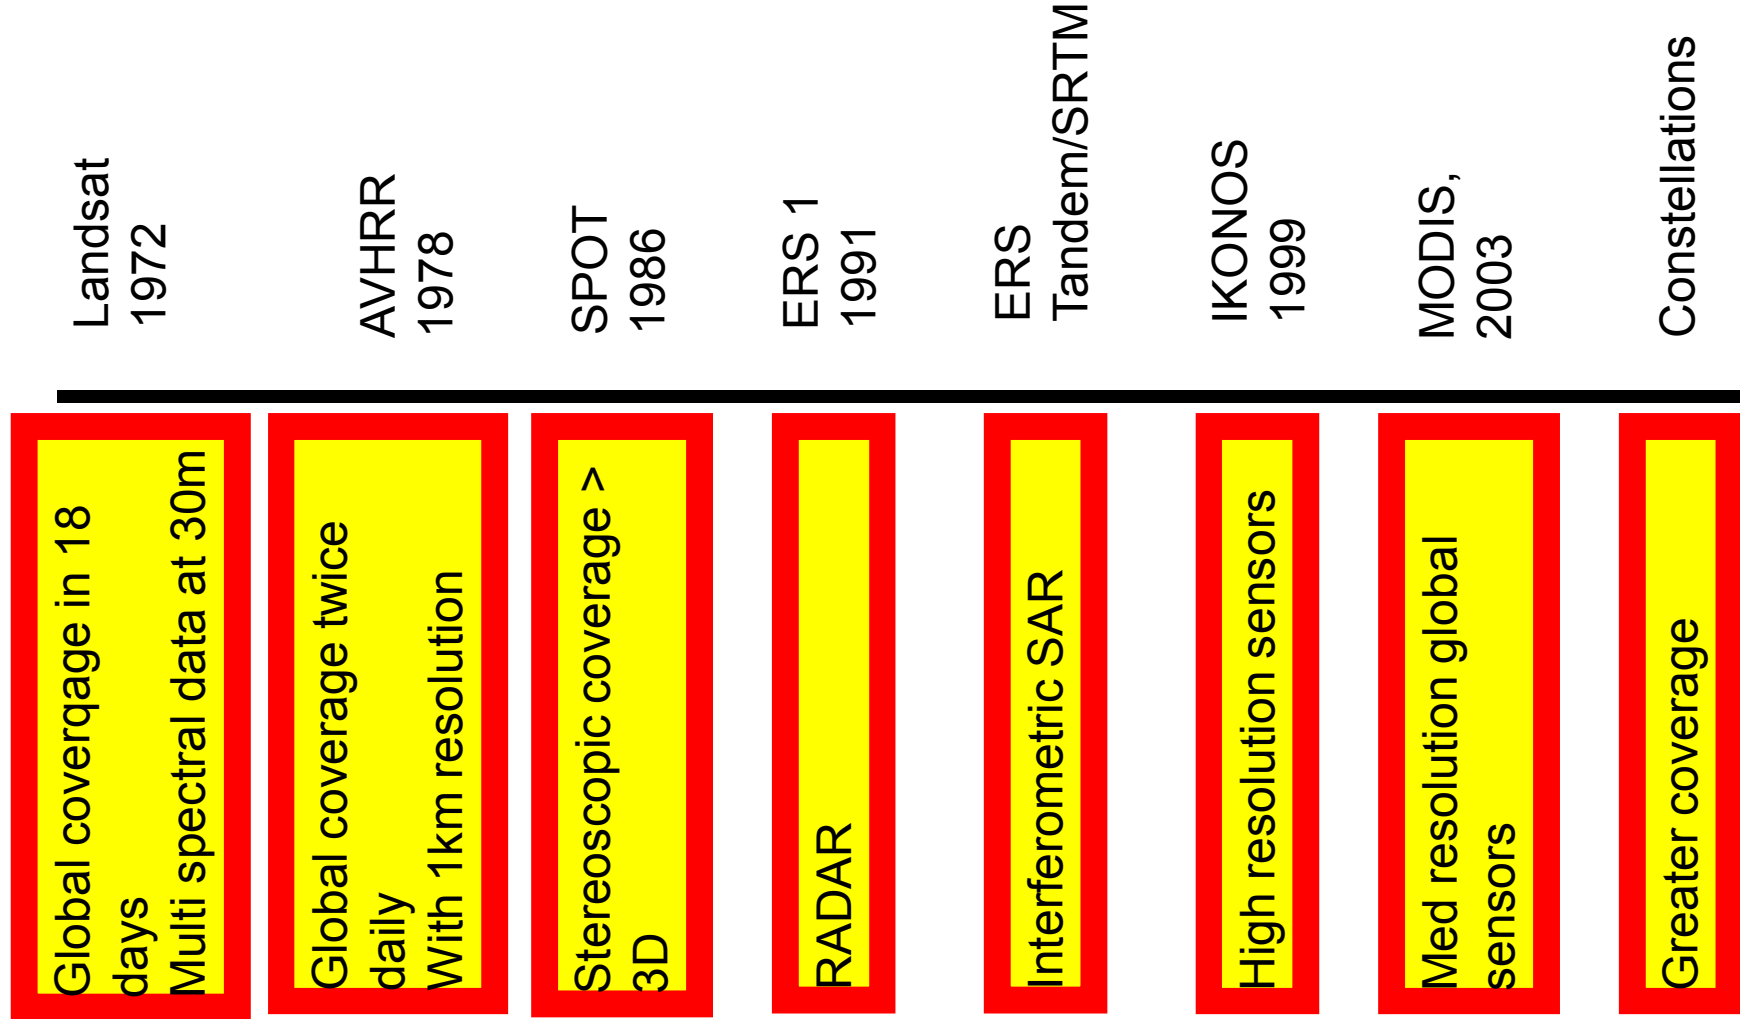 Landsat
1972
Global coverqage in 18
days
Multi spectral data at 30m
AVHRR
1978
Global coverage twice
daily
With 1km resolution
SPOT
1986
Stereoscopic coverage >
3D
ERS 1
1991
RADAR
ERS
Tandem/SRTM
Interferometric SAR
IKONOS
1999
High resolution sensors
MODIS,
2003
Med resolution global
sensors
Constellations
Greater coverage